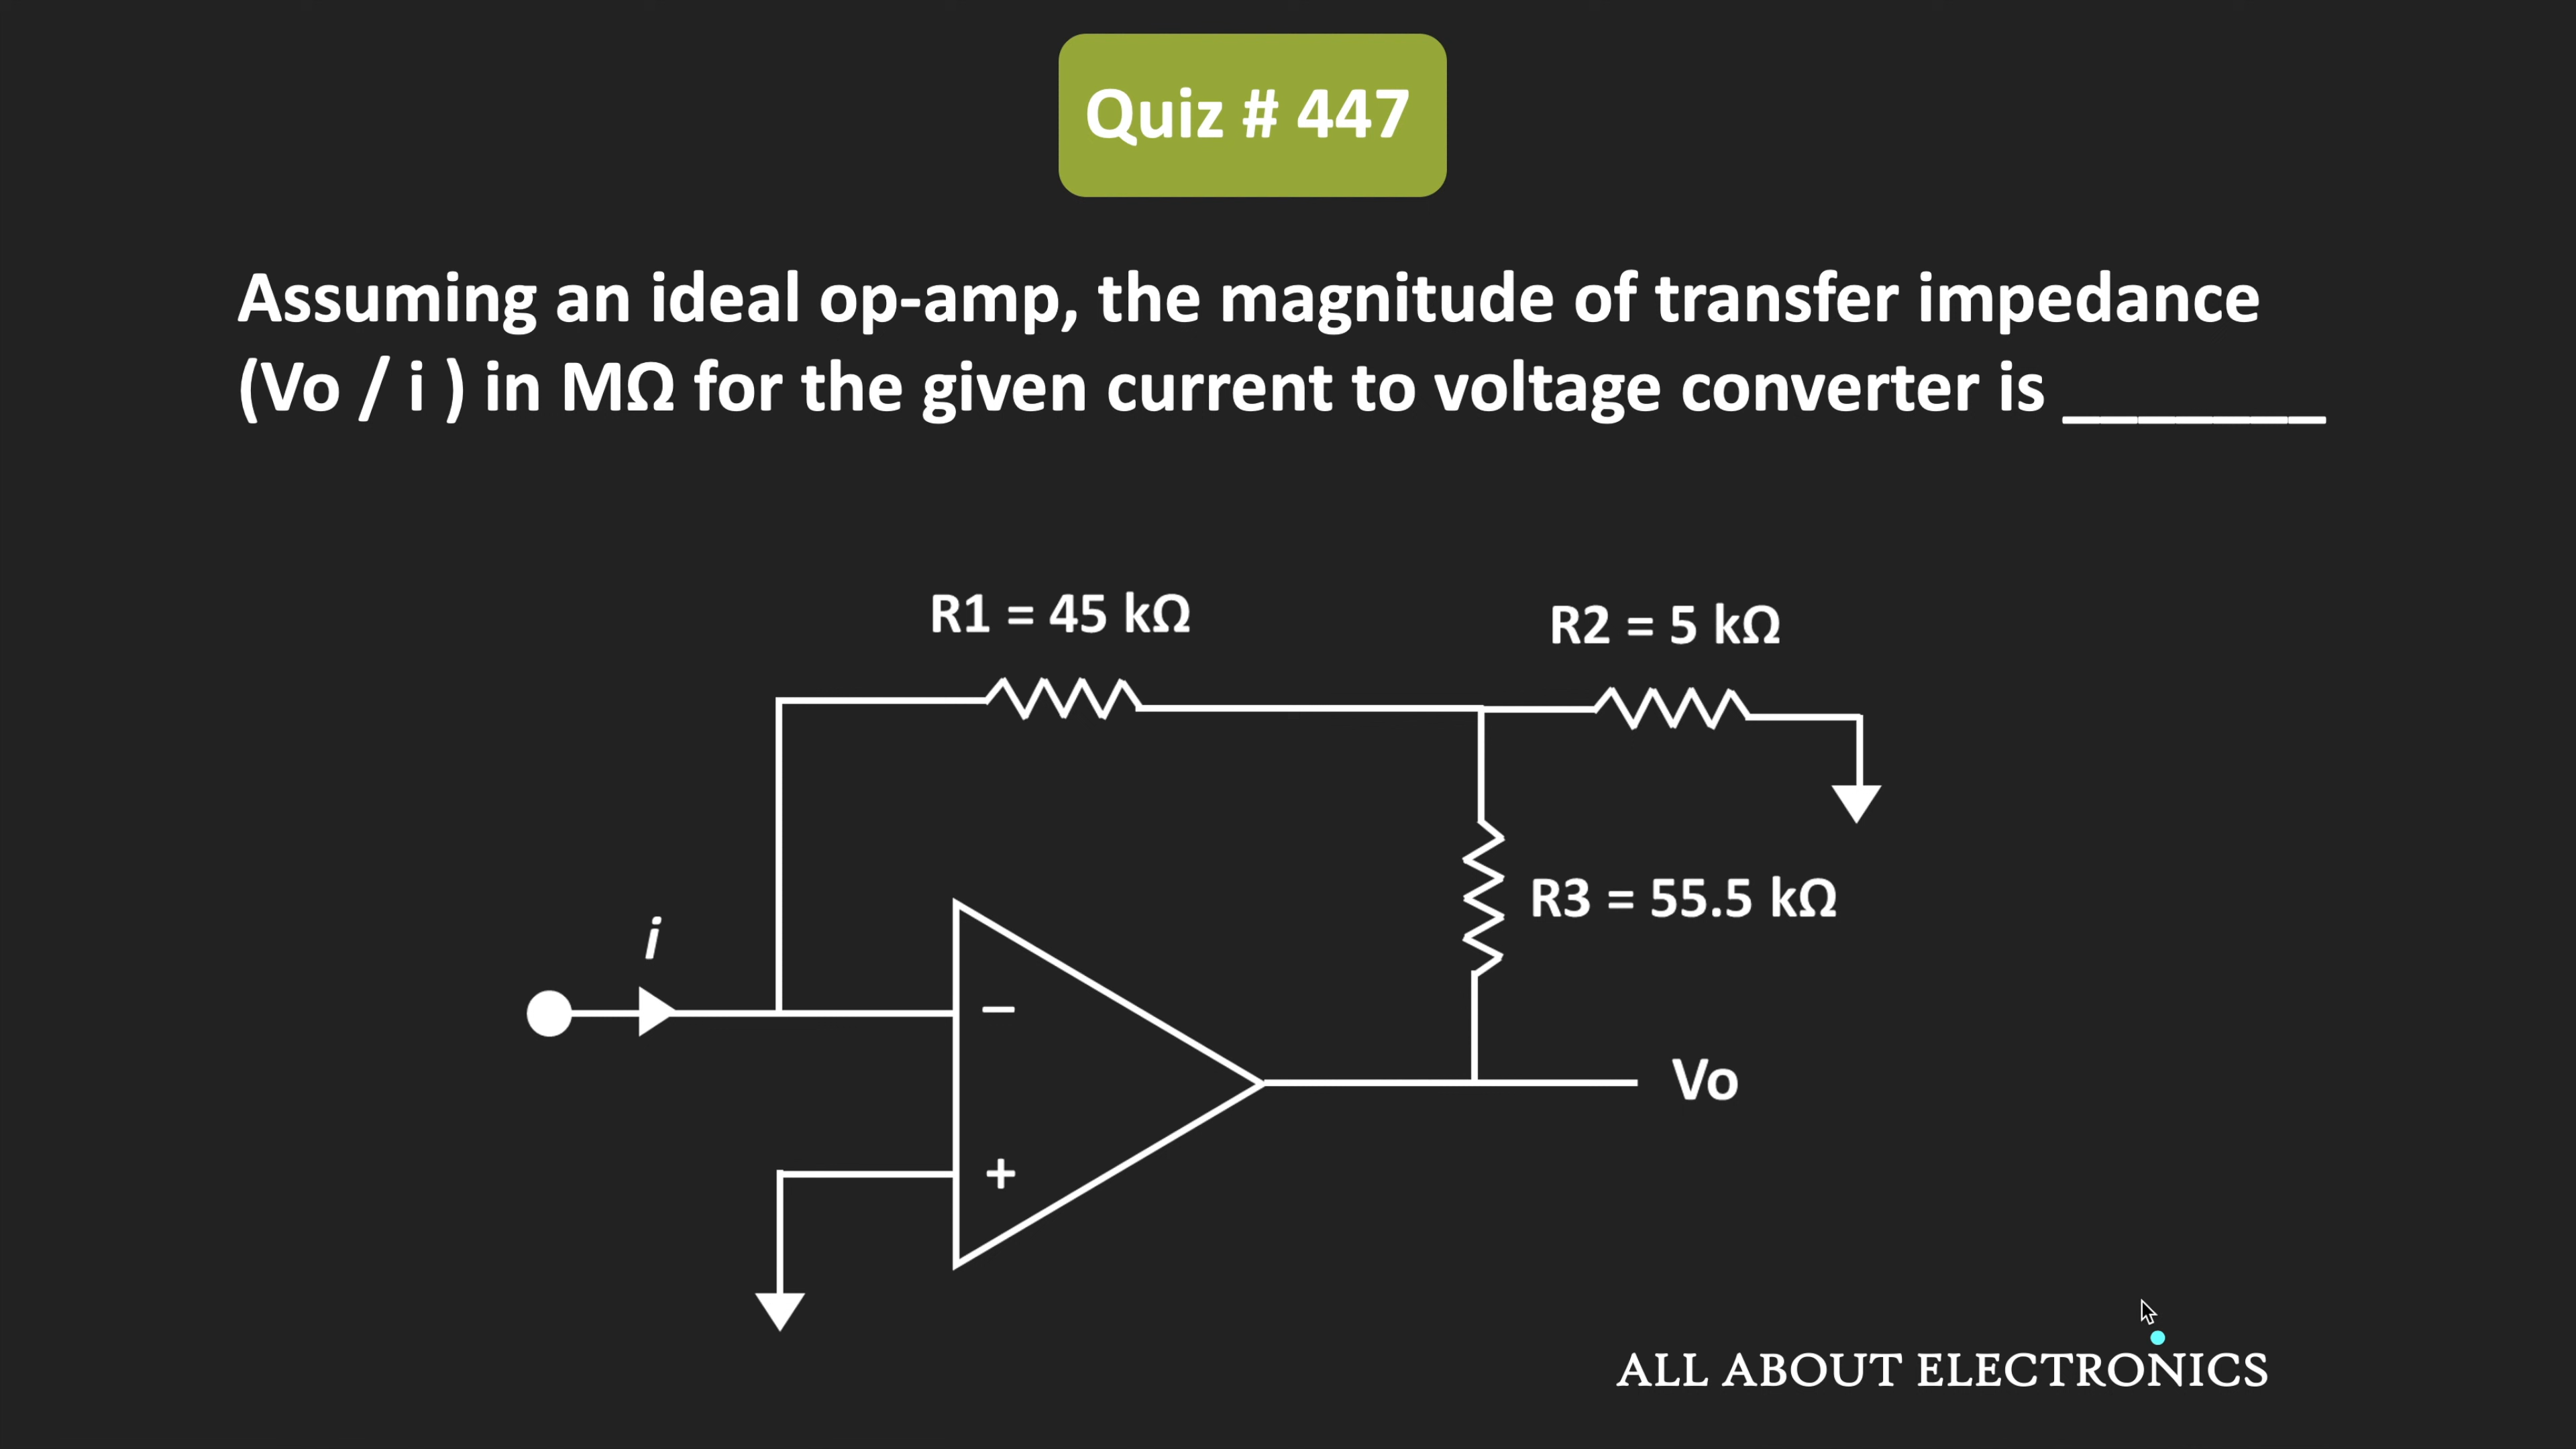 Quiz # 447
Assuming an ideal op-amp, the magnitude of transfer impedance
(Vo / i ) in MΩ for the given current to voltage converter is _______
R1 = 45 kΩ
R2 = 5 kΩ
R3 = 55.5 kΩ
i
–
+
Vo
ALL ABOUT ELECTRONICS